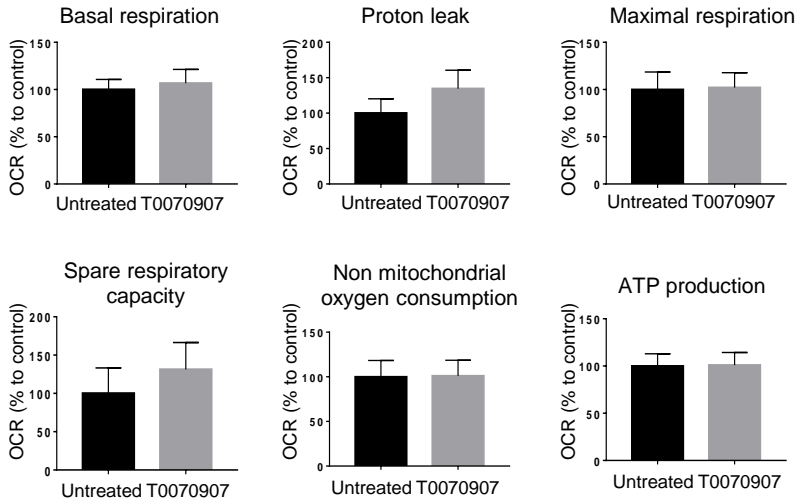 Basal respiration
OCR (% to control)
150
100
50
0
Untreated T0070907
Proton leak
OCR (% to control)
200
150
100
50
0
Untreated T0070907
Maximal respiration
OCR (% to control)
150
100
50
0
Untreated T0070907
Spare respiratory
capacity
OCR (% to control)
200
150
100
50
0
Untreated T0070907
Non mitochondrial
oxygen consumption
OCR (% to control)
150
100
50
0
Untreated T0070907
ATP production
OCR (% to control)
150
100
50
0
Untreated T0070907